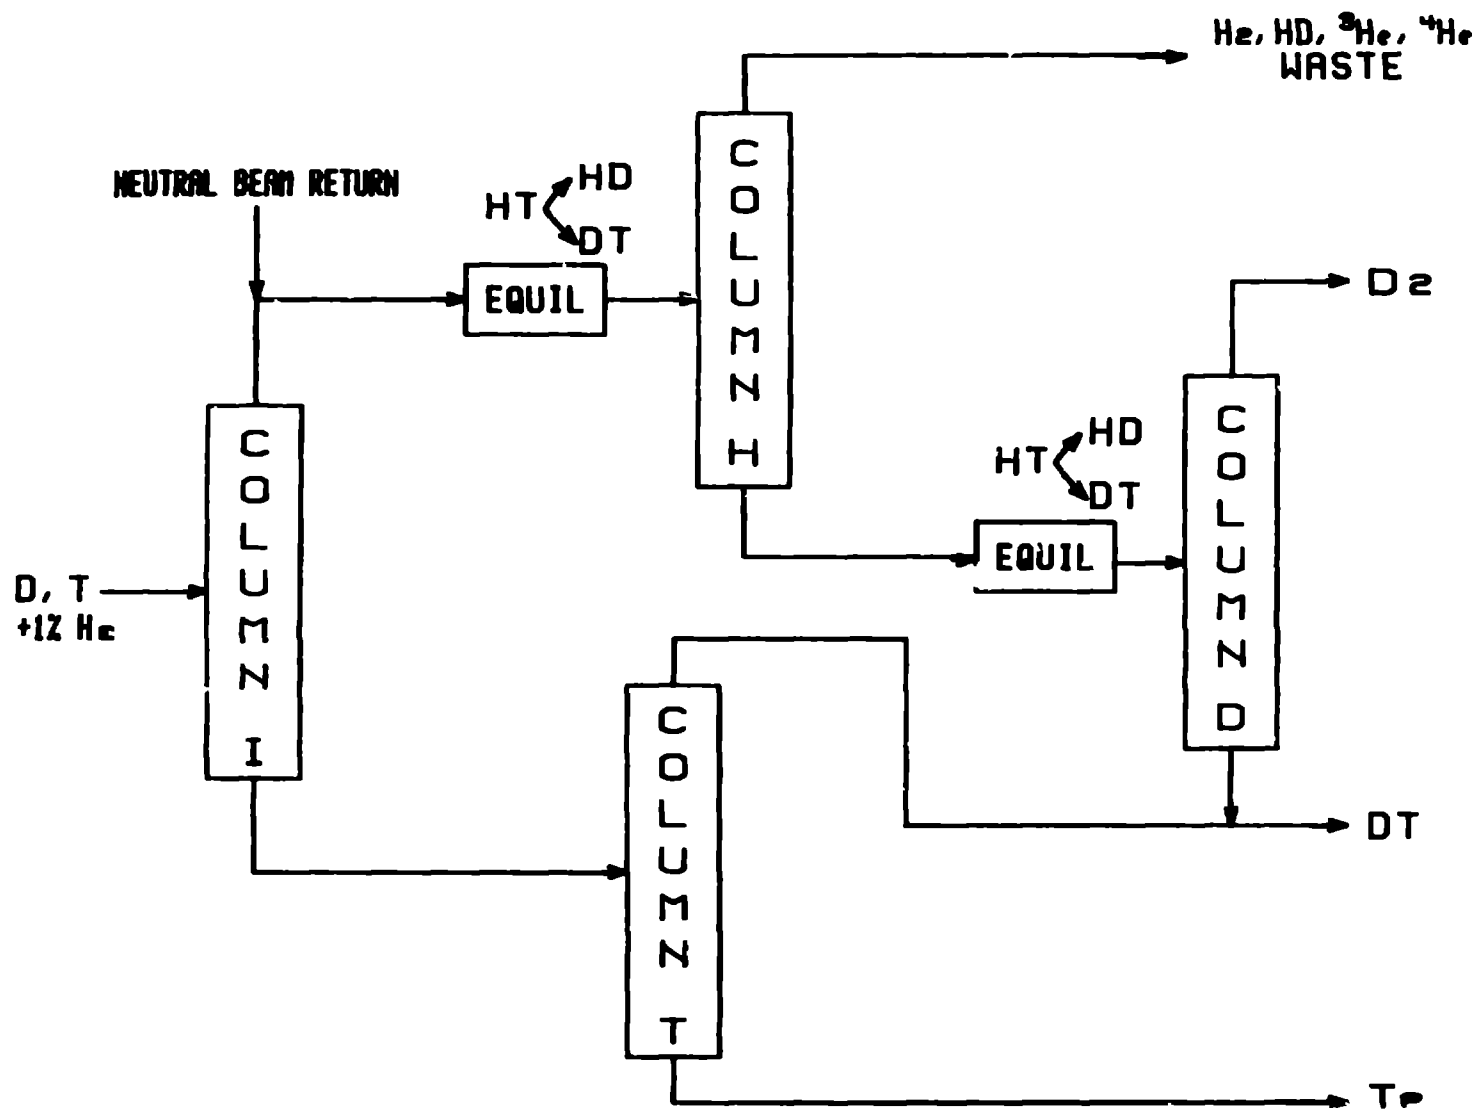 H2, HD, ³He, ⁴He
WASTE
NEUTRAL BEAM RETURN
HT
HD
DT
EQUIL
COLUMN H
D2
COLUMN I
HT
HD
DT
EQUIL
COLUMN D
D, T
+1% He
COLUMN T
DT
T2